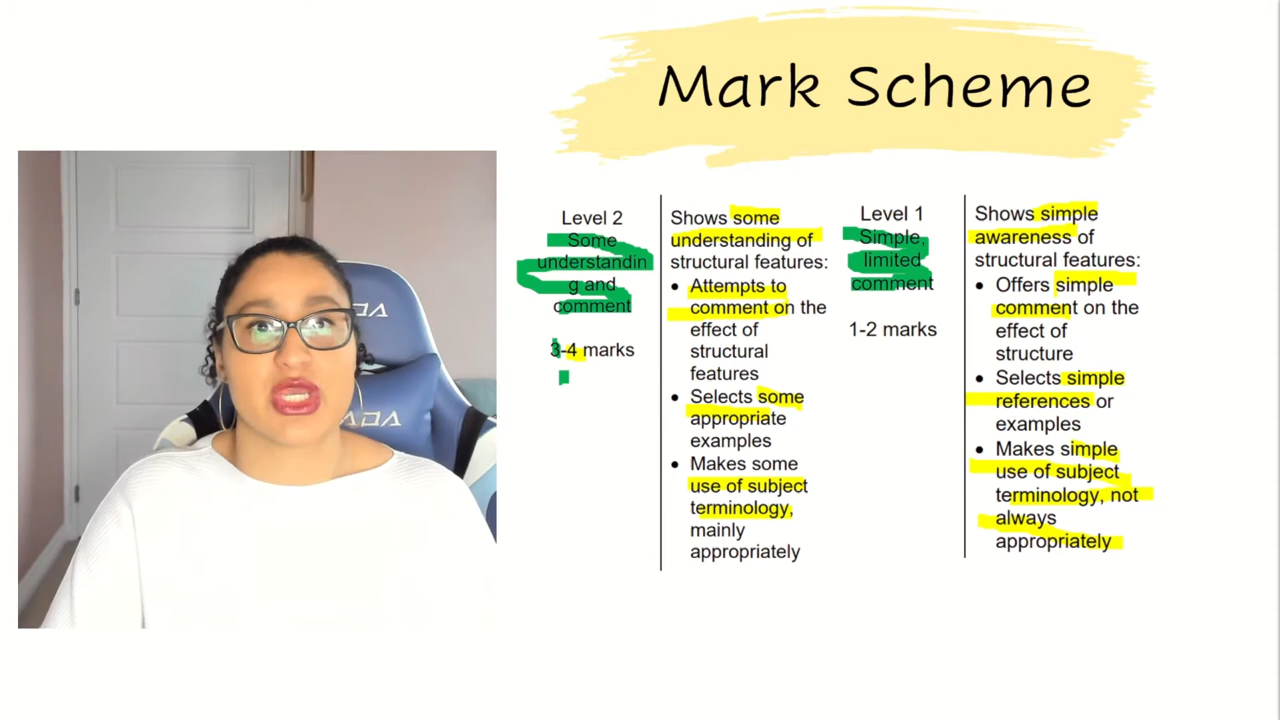 Mark Scheme
Level 2
Some
understandin
g and
comment
3-4 marks
Shows some
understanding of
structural features:
• Attempts to
comment on the
effect of
structural
features
• Selects some
appropriate
examples
• Makes some
use of subject
terminology,
mainly
appropriately
Level 1
Simple,
limited
comment
1-2 marks
Shows simple
awareness of
structural features:
• Offers simple
comment on the
effect of
structure
• Selects simple
references or
examples
• Makes simple
use of subject
terminology, not
always
appropriately